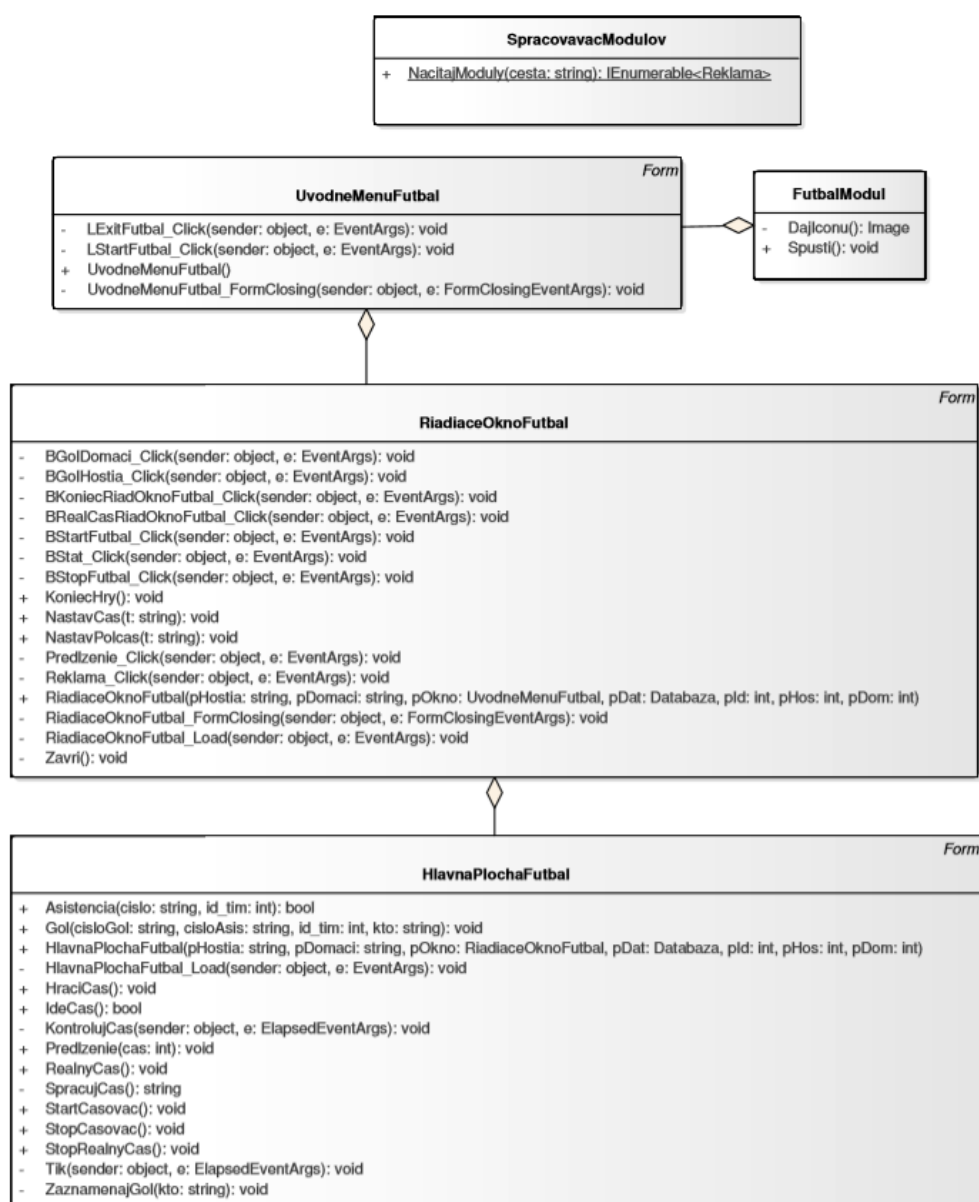 SpracovavacModulov
+ NacitajModuly(cesta: string): IEnumerable<Reklama>
Form
UvodneMenuFutbal
- LExitFutbal_Click(sender: object, e: EventArgs): void
- LStartFutbal_Click(sender: object, e: EventArgs): void
+ UvodneMenuFutbal()
- UvodneMenuFutbal_FormClosing(sender: object, e: FormClosingEventArgs): void
FutbalModul
- DajIconu(): Image
+ Spusti(): void
Form
RiadiaceOknoFutbal
- BGolDomaci_Click(sender: object, e: EventArgs): void
- BGolHostia_Click(sender: object, e: EventArgs): void
- BKoniecRiadOknoFutbal_Click(sender: object, e: EventArgs): void
- BRealCasRiadOknoFutbal_Click(sender: object, e: EventArgs): void
- BStartFutbal_Click(sender: object, e: EventArgs): void
- BStat_Click(sender: object, e: EventArgs): void
- BStopFutbal_Click(sender: object, e: EventArgs): void
+ KoniecHry(): void
+ NastavCas(t: string): void
+ NastavPolcas(t: string): void
- Predlzenie_Click(sender: object, e: EventArgs): void
- Reklama_Click(sender: object, e: EventArgs): void
+ RiadiaceOknoFutbal(pHostia: string, pDomaci: string, pOkno: UvodneMenuFutbal, pDat: Databaza, pId: int, pHos: int, pDom: int)
- RiadiaceOknoFutbal_FormClosing(sender: object, e: FormClosingEventArgs): void
- RiadiaceOknoFutbal_Load(sender: object, e: EventArgs): void
- Zavri(): void
Form
HlavnaPlochaFutbal
+ Asistencia(cislo: string, id_tim: int): bool
+ Gol(cisloGol: string, cisloAsis: string, id_tim: int, kto: string): void
+ HlavnaPlochaFutbal(pHostia: string, pDomaci: string, pOkno: RiadiaceOknoFutbal, pDat: Databaza, pId: int, pHos: int, pDom: int)
- HlavnaPlochaFutbal_Load(sender: object, e: EventArgs): void
+ HraciCas(): void
+ IdeCas(): bool
- KontrolujCas(sender: object, e: ElapsedEventArgs): void
+ Predlzenie(cas: int): void
+ RealnyCas(): void
- SpracujCas(): string
+ StartCasovac(): void
+ StopCasovac(): void
+ StopRealnyCas(): void
- Tik(sender: object, e: ElapsedEventArgs): void
- ZaznamenajGol(kto: string): void